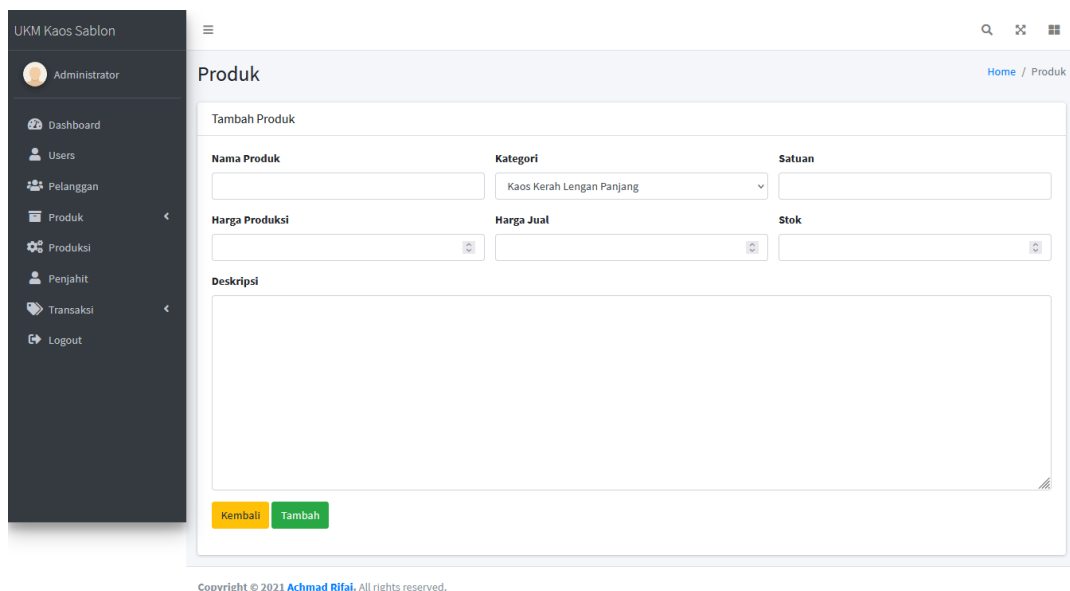 UKM Kaos Sablon
Administrator
Dashboard
Users
Pelanggan
Produk
Produksi
Penjahit
Transaksi
Logout
Produk
Home / Produk
Tambah Produk
Nama Produk
Kategori
Satuan
Kaos Kerah Lengan Panjang
Harga Produksi
Harga Jual
Stok
Deskripsi
Kembali
Tambah
Copyright © 2021 Achmad Rifai. All rights reserved.